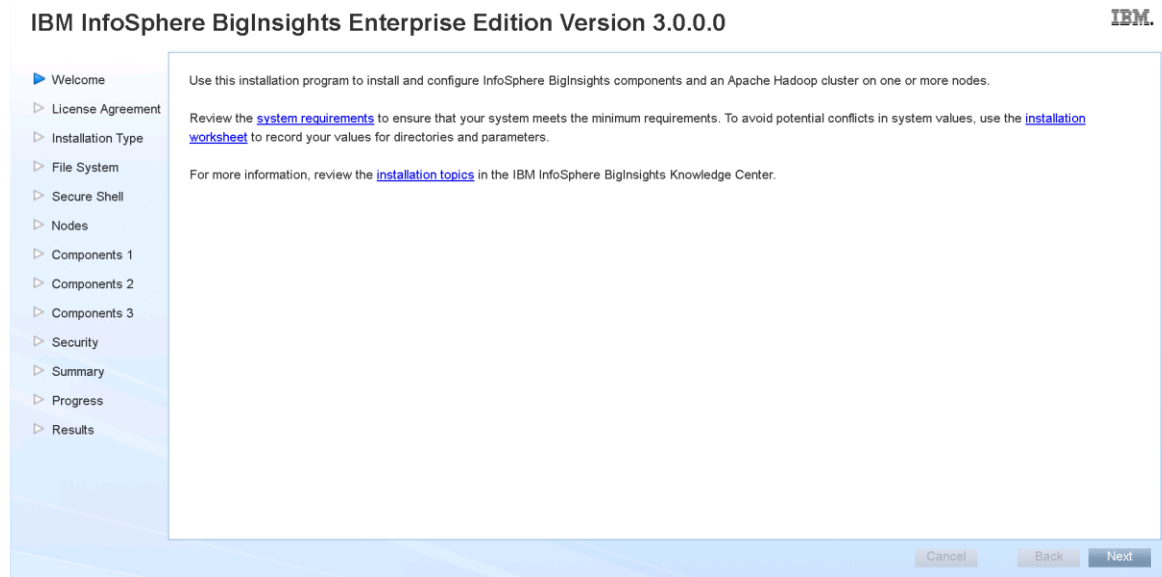 IBM InfoSphere BigInsights Enterprise Edition Version 3.0.0.0
IBM.
Welcome
License Agreement
Installation Type
File System
Secure Shell
Nodes
Components 1
Components 2
Components 3
Security
Summary
Progress
Results
Use this installation program to install and configure InfoSphere BigInsights components and an Apache Hadoop cluster on one or more nodes.
Review the system requirements to ensure that your system meets the minimum requirements. To avoid potential conflicts in system values, use the installation
worksheet to record your values for directories and parameters.
For more information, review the installation topics in the IBM InfoSphere BigInsights Knowledge Center.
Cancel
Back
Next